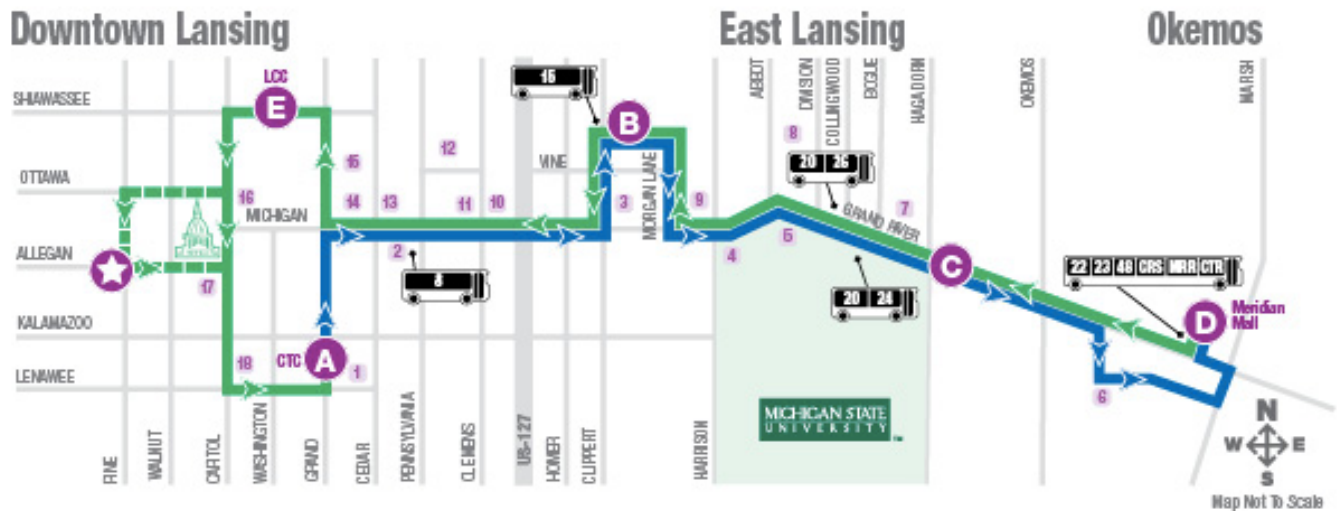 Downtown Lansing
East Lansing
Okemos
LCC
SHIAWASSEE
E
15
B
ABBOT
DIVISION
COLLINGWOOD
BOGUE
HAGADORN
OKEMOS
MARSH
12
VINE
8
20 26
OTTAWA
15
16
MICHIGAN
14
13
11
10
3
MORGAN LANE
9
GRAND RIVER
7
ALLEGAN
17
2
8
4
5
C
20 24
22 23 48 CRS MRR CTR
D
Meridian
Mall
KALAMAZOO
CTC
A
18
1
LENAWEE
6
MICHIGAN STATE
UNIVERSITY
PINE
WALNUT
CAPITOL
WASHINGTON
GRAND
CEDAR
PENNSYLVANIA
CLEMENS
US-127
HOMER
CLIPPERT
HARRISON
N
W E
S
Map Not To Scale